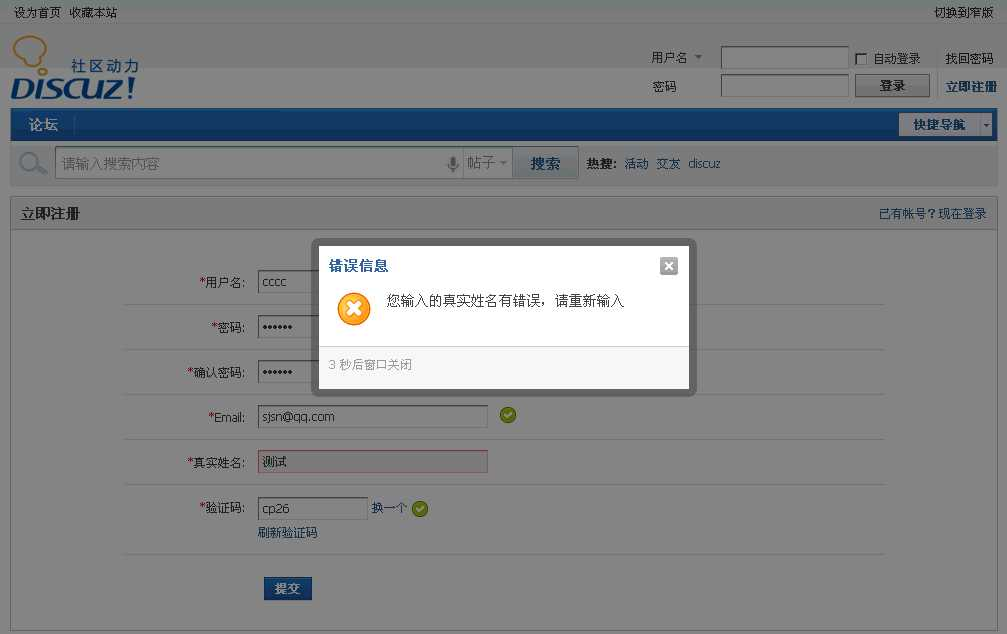 设为首页 收藏本站 切换到窄版
社区动力
DISCUZ!
用户名 自动登录 找回密码
密码 登录 立即注册
论坛 快捷导航
请输入搜索内容 帖子 搜索 热搜: 活动 交友 discuz
立即注册 已有帐号?现在登录
错误信息
您输入的真实姓名有错误，请重新输入
3 秒后窗口关闭
*用户名: cccc
*密码: ••••••
*确认密码: ••••••
*Email: sjsn@qq.com
*真实姓名: 测试
*验证码: cp26 换一个
刷新验证码
提交